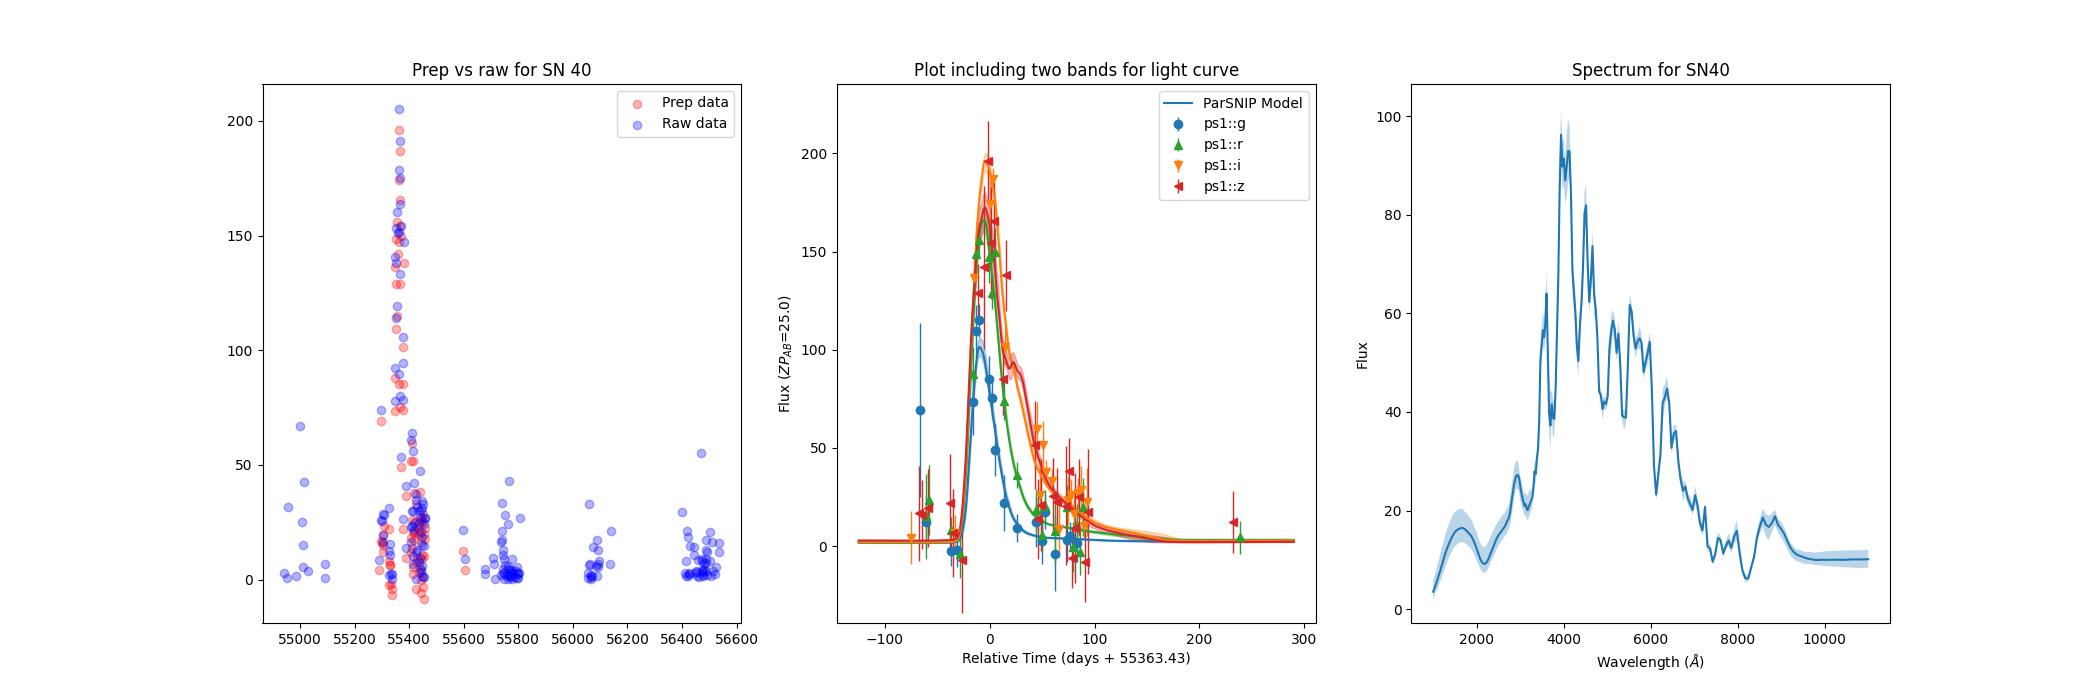 Prep vs raw for SN 40
Prep data
Raw data
200
150
100
50
0
55000 55200 55400 55600 55800 56000 56200 56400 56600
Plot including two bands for light curve
ParSNIP Model
ps1::g
ps1::r
ps1::i
ps1::z
Flux (ZP_AB=25.0)
200
150
100
50
0
−100 0 100 200 300
Relative Time (days + 55363.43)
Spectrum for SN40
Flux
100
80
60
40
20
0
2000 4000 6000 8000 10000
Wavelength (Å)